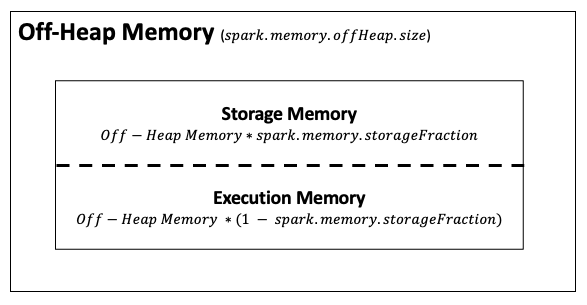 Off-Heap Memory (spark.memory.offHeap.size)
Storage Memory
Off − Heap Memory ∗ spark.memory.storageFraction
Execution Memory
Off − Heap Memory ∗ (1 − spark.memory.storageFraction)